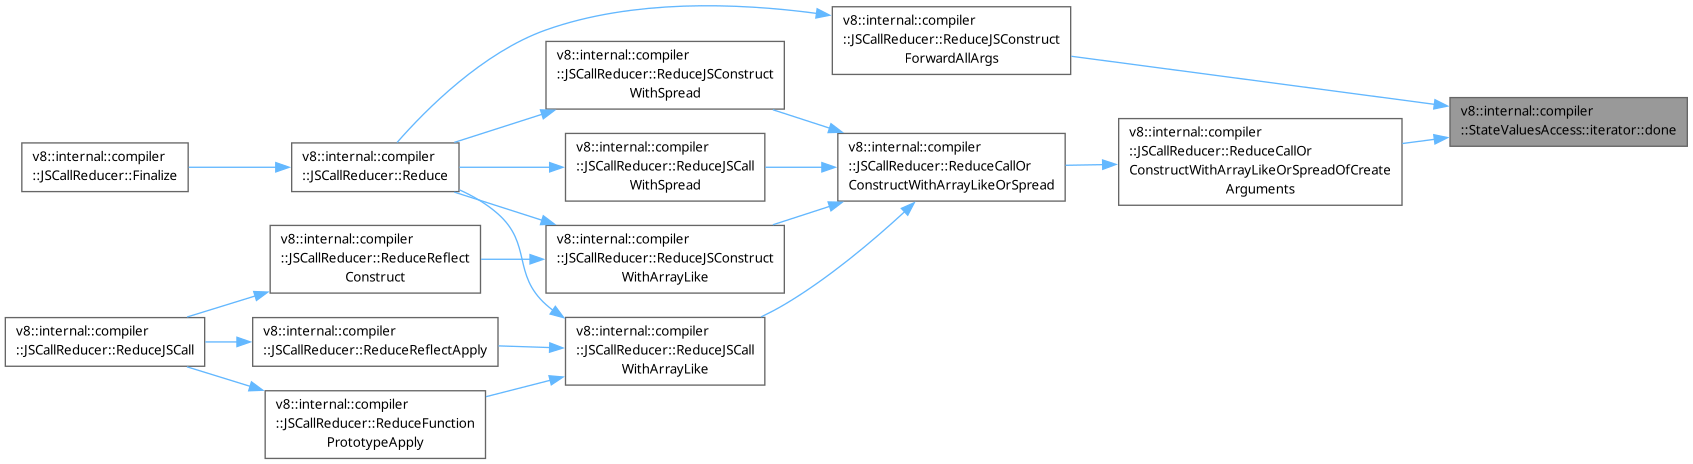 v8::internal::compiler
::JSCallReducer::ReduceJSConstruct
ForwardAllArgs
v8::internal::compiler
::JSCallReducer::ReduceJSConstruct
WithSpread
v8::internal::compiler
::StateValuesAccess::iterator::done
v8::internal::compiler
::JSCallReducer::ReduceCallOr
ConstructWithArrayLikeOrSpreadOfCreate
Arguments
v8::internal::compiler
::JSCallReducer::Finalize
v8::internal::compiler
::JSCallReducer::Reduce
v8::internal::compiler
::JSCallReducer::ReduceJSCall
WithSpread
v8::internal::compiler
::JSCallReducer::ReduceCallOr
ConstructWithArrayLikeOrSpread
v8::internal::compiler
::JSCallReducer::ReduceReflect
Construct
v8::internal::compiler
::JSCallReducer::ReduceJSConstruct
WithArrayLike
v8::internal::compiler
::JSCallReducer::ReduceJSCall
v8::internal::compiler
::JSCallReducer::ReduceReflectApply
v8::internal::compiler
::JSCallReducer::ReduceJSCall
WithArrayLike
v8::internal::compiler
::JSCallReducer::ReduceFunction
PrototypeApply